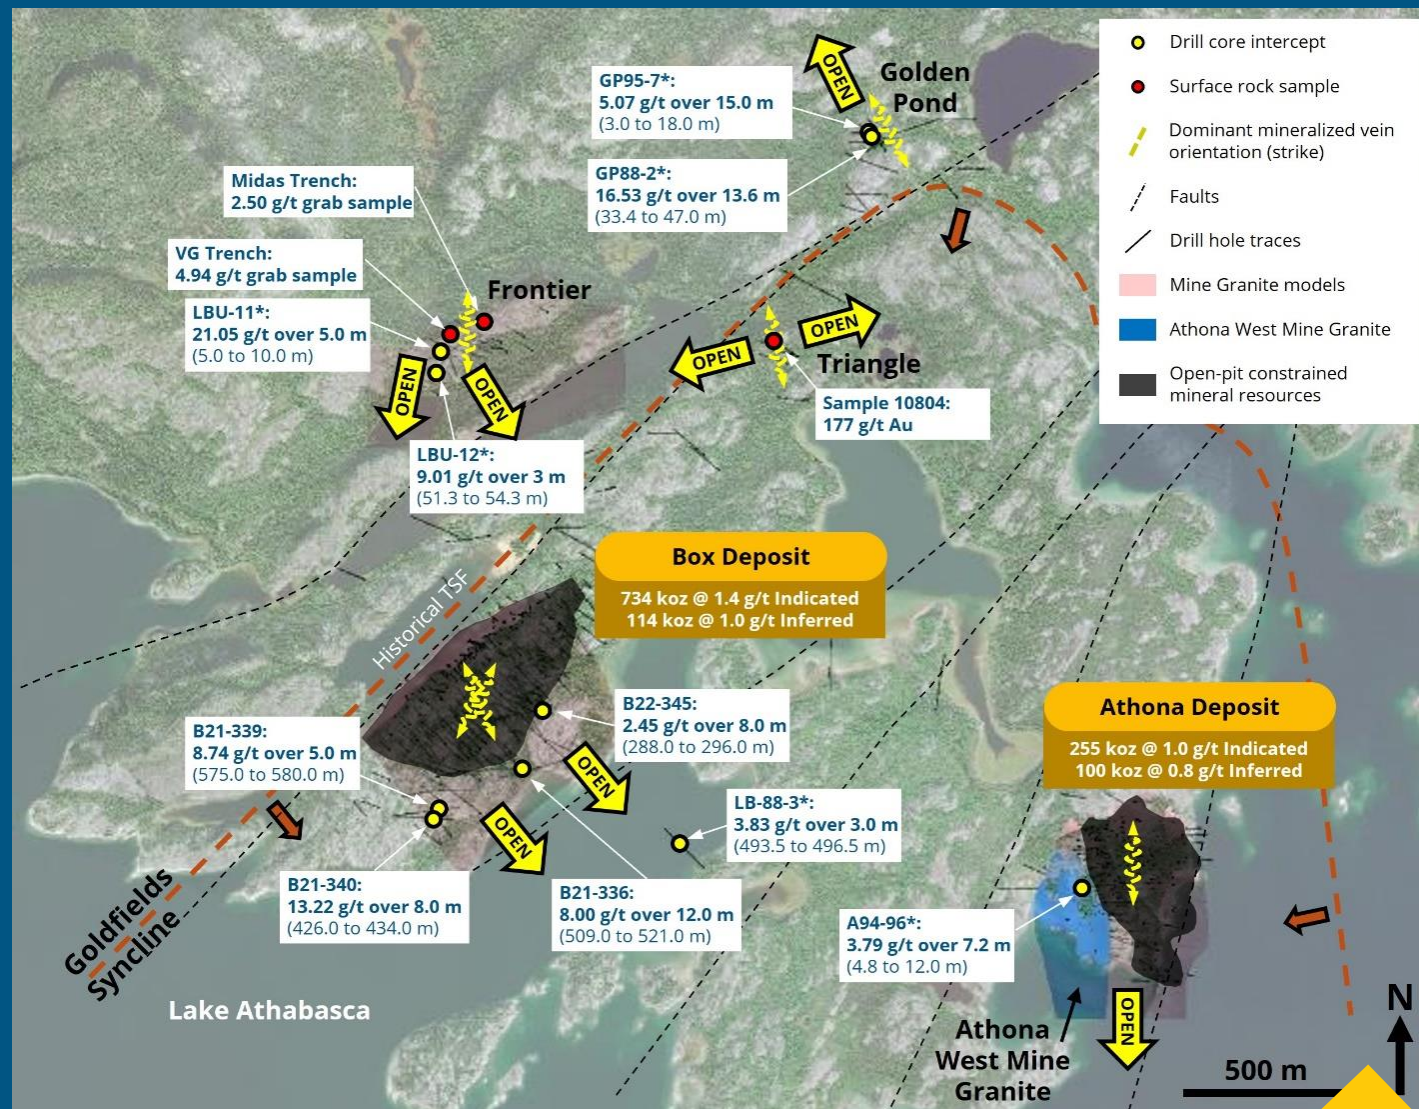 GP95-7*:
5.07 g/t over 15.0 m
(3.0 to 18.0 m)
OPEN
Golden
Pond
GP88-2*:
16.53 g/t over 13.6 m
(33.4 to 47.0 m)
Midas Trench:
2.50 g/t grab sample
VG Trench:
4.94 g/t grab sample
LBU-11*:
21.05 g/t over 5.0 m
(5.0 to 10.0 m)
Frontier
OPEN
OPEN
LBU-12*:
9.01 g/t over 3 m
(51.3 to 54.3 m)
OPEN
OPEN
Triangle
Sample 10804:
177 g/t Au
Drill core intercept
Surface rock sample
Dominant mineralized vein
orientation (strike)
Faults
Drill hole traces
Mine Granite models
Athona West Mine Granite
Open-pit constrained
mineral resources
Box Deposit
734 koz @ 1.4 g/t Indicated
114 koz @ 1.0 g/t Inferred
Historical TSF
B21-339:
8.74 g/t over 5.0 m
(575.0 to 580.0 m)
B22-345:
2.45 g/t over 8.0 m
(288.0 to 296.0 m)
OPEN
OPEN
LB-88-3*:
3.83 g/t over 3.0 m
(493.5 to 496.5 m)
B21-340:
13.22 g/t over 8.0 m
(426.0 to 434.0 m)
B21-336:
8.00 g/t over 12.0 m
(509.0 to 521.0 m)
Athona Deposit
255 koz @ 1.0 g/t Indicated
100 koz @ 0.8 g/t Inferred
A94-96*:
3.79 g/t over 7.2 m
(4.8 to 12.0 m)
Goldfields
Syncline
Lake Athabasca
Athona
West Mine
Granite
OPEN
N
500 m